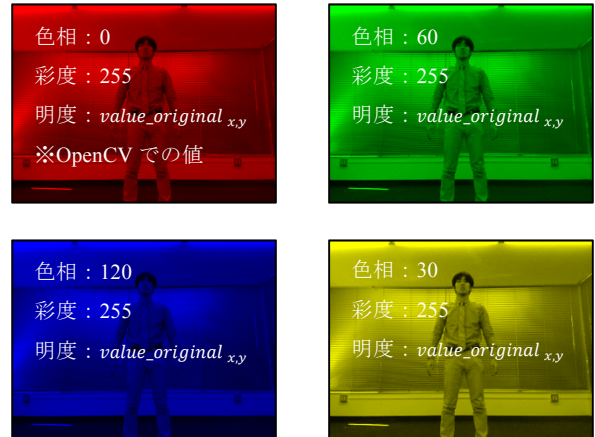 色相：0
彩度：255
明度：value_original x,y
※OpenCV での値
色相：60
彩度：255
明度：value_original x,y
色相：120
彩度：255
明度：value_original x,y
色相：30
彩度：255
明度：value_original x,y